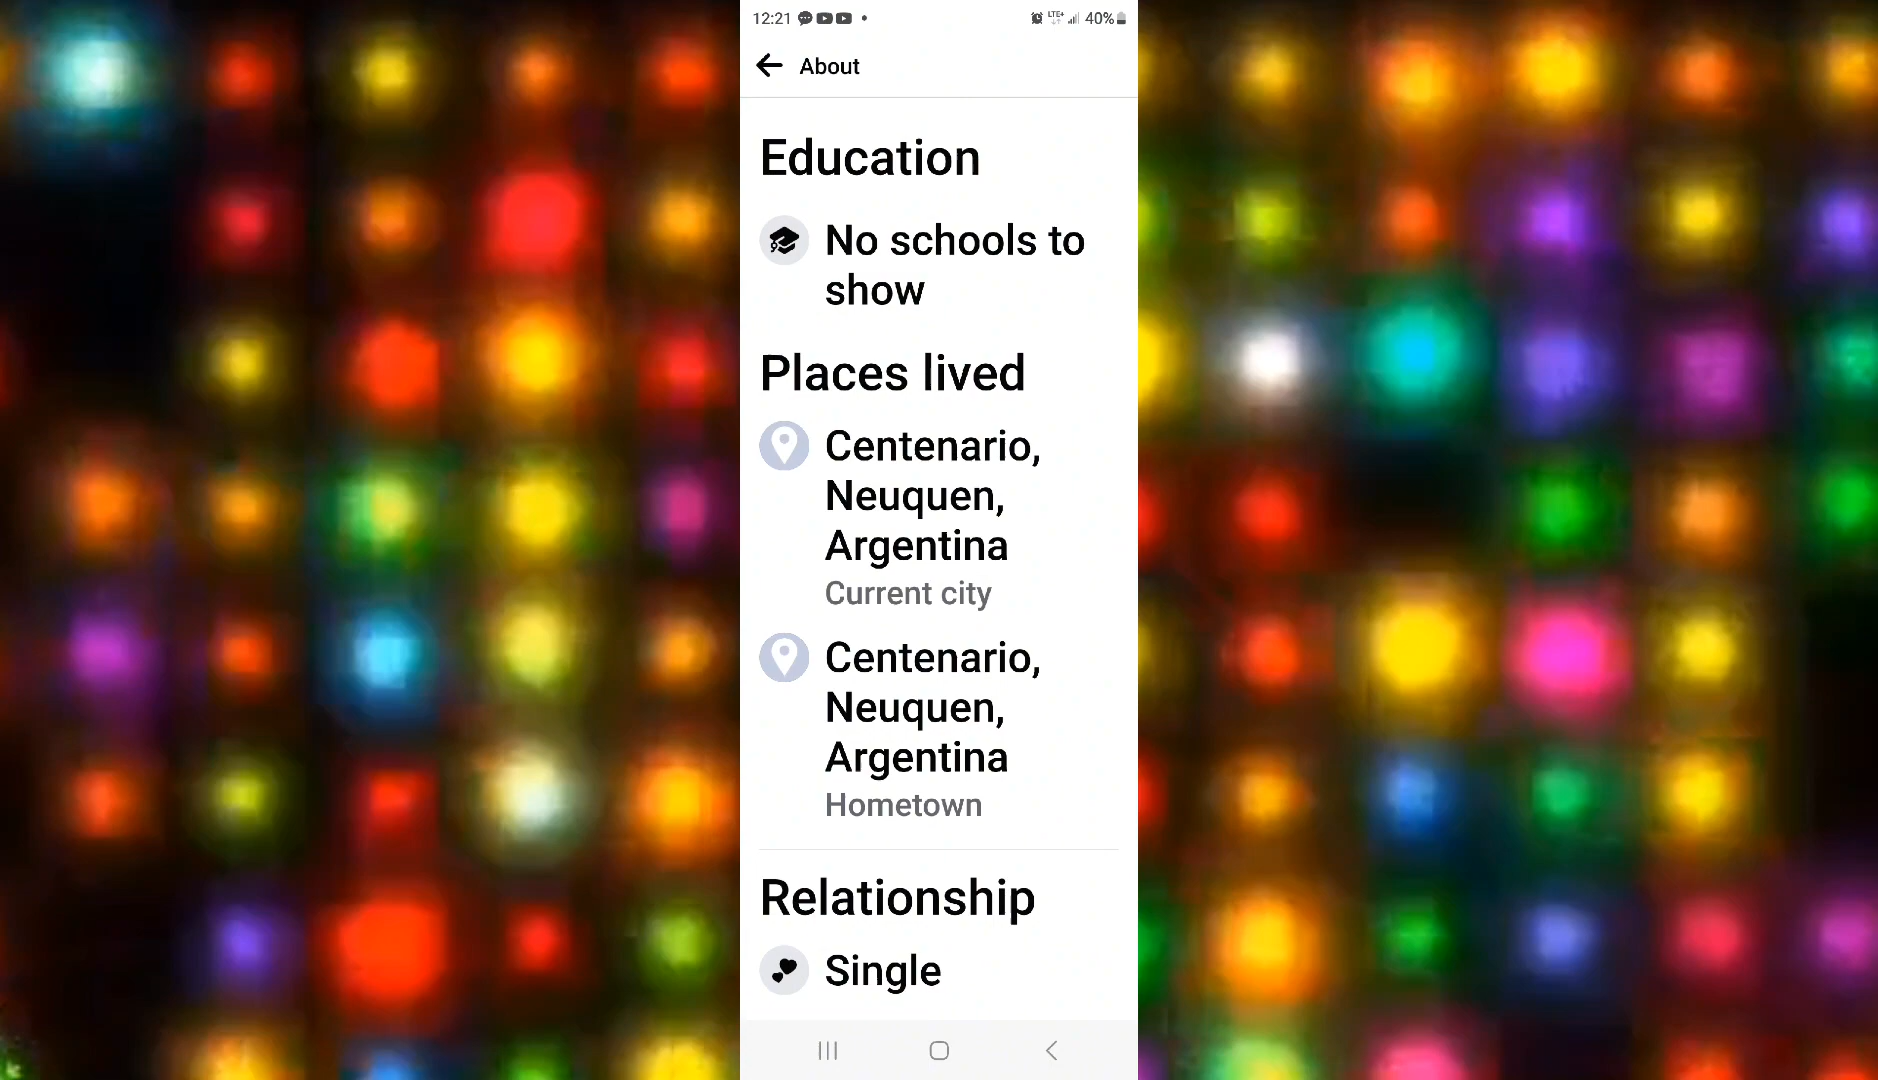 12:21
LTE+
40%
About
Education
No schools to
show
Places lived
Centenario,
Neuquen,
Argentina
Current city
Centenario,
Neuquen,
Argentina
Hometown
Relationship
Single